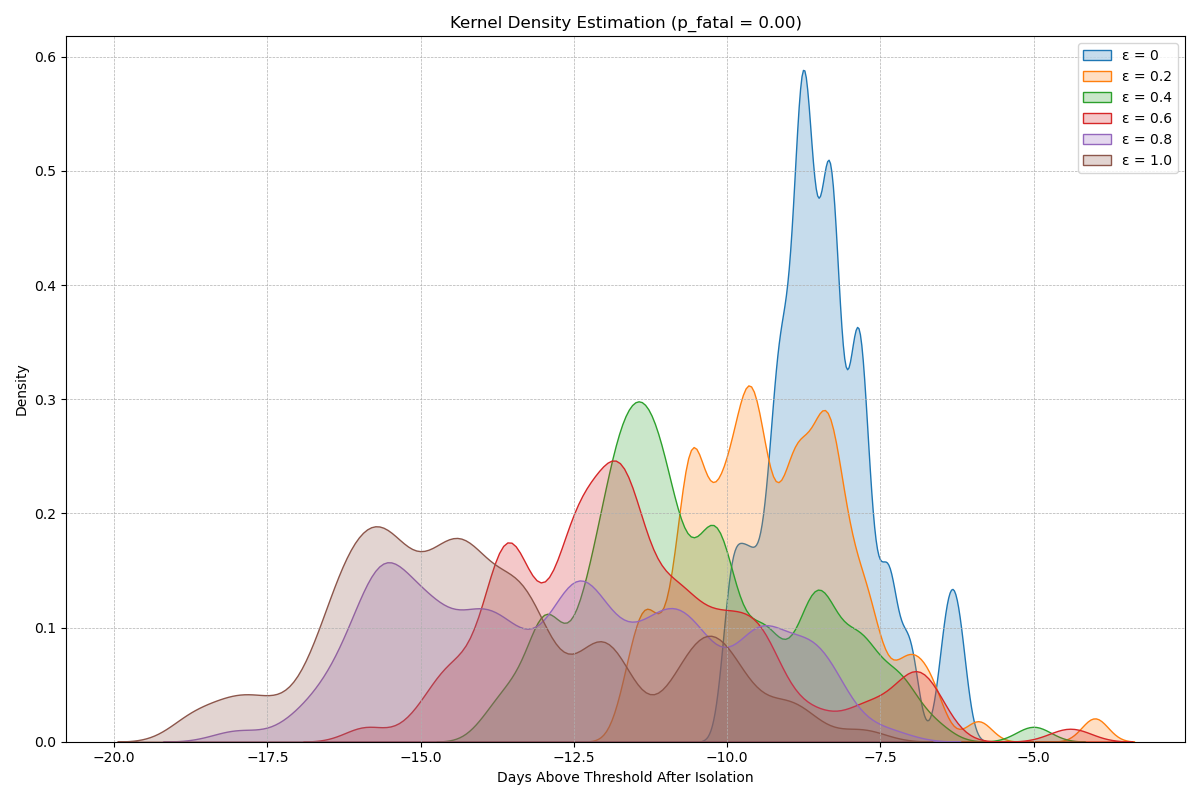 Kernel Density Estimation (p_fatal = 0.00)
0.6
0.5
0.4
0.3
0.2
0.1
0.0
Density
ε = 0
ε = 0.2
ε = 0.4
ε = 0.6
ε = 0.8
ε = 1.0
−20.0 −17.5 −15.0 −12.5 −10.0 −7.5 −5.0
Days Above Threshold After Isolation